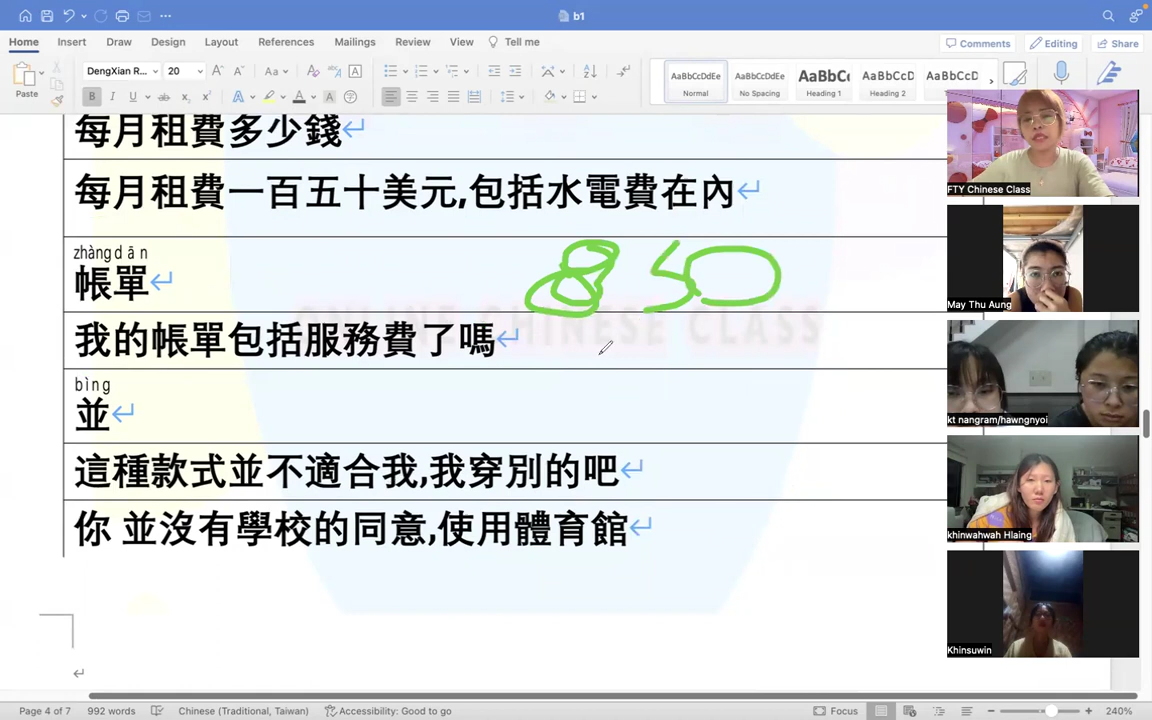 b1
Home Insert Draw Design Layout References Mailings Review View Tell me
Comments Editing Share
Paste
DengXian R... 20
AaBbCcDdEe AaBbCcDdEe AaBbC AaBbCcD AaBbCcD
Normal No Spacing Heading 1 Heading 2
每月租費多少錢
每月租費一百五十美元,包括水電費在內
zhàngdān
帳單
850
我的帳單包括服務費了嗎
ONLINE CHINESE CLASS
bìng
並
這種款式並不適合我,我穿別的吧
你 並沒有學校的同意,使用體育館
FTY Chinese Class
May Thu Aung
kt nangram/hawngnyoi
khinwahwah Hlaing
Khinsuwin
Page 4 of 7 992 words Chinese (Traditional, Taiwan) Accessibility: Good to go Focus 240%